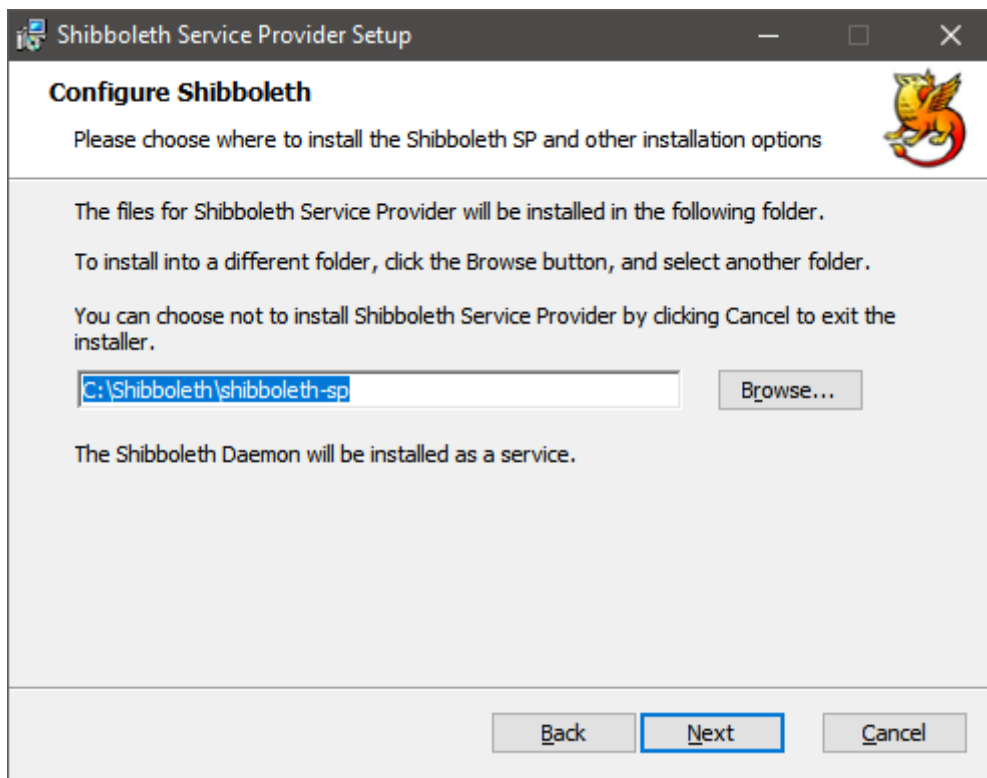 Shibboleth Service Provider Setup
Configure Shibboleth
Please choose where to install the Shibboleth SP and other installation options
The files for Shibboleth Service Provider will be installed in the following folder.
To install into a different folder, click the Browse button, and select another folder.
You can choose not to install Shibboleth Service Provider by clicking Cancel to exit the
installer.
C:\Shibboleth\shibboleth-sp
Browse...
The Shibboleth Daemon will be installed as a service.
Back Next Cancel